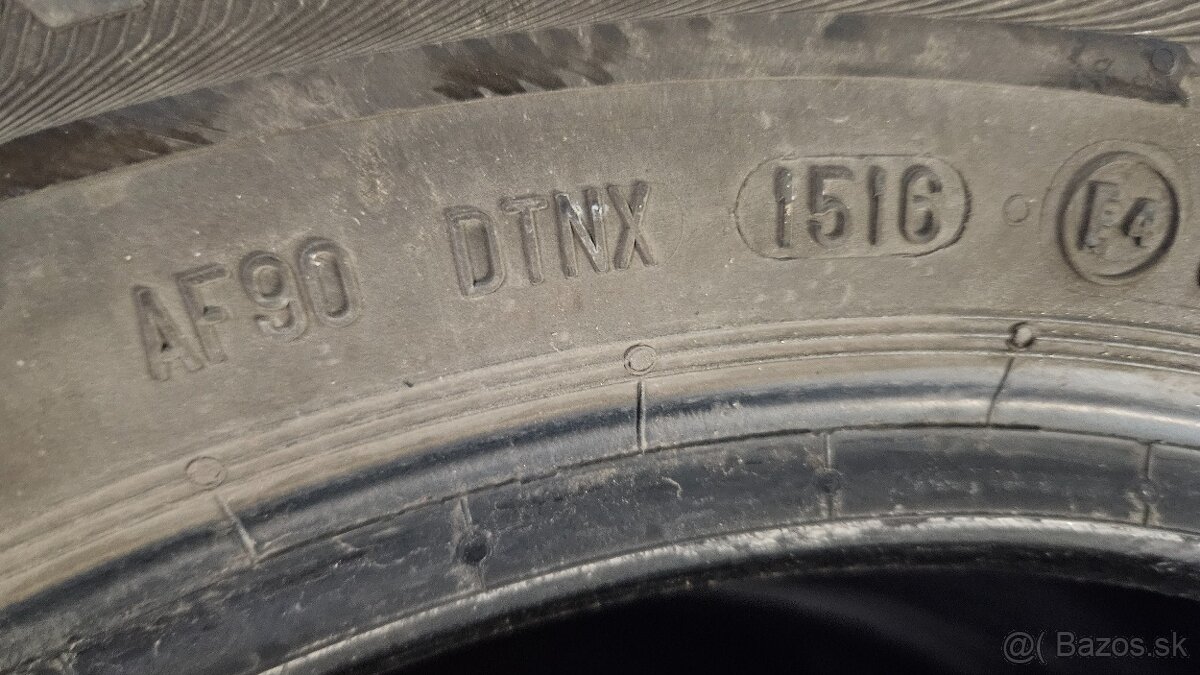 AF90 DTNX 1516 E4
@( Bazos.sk